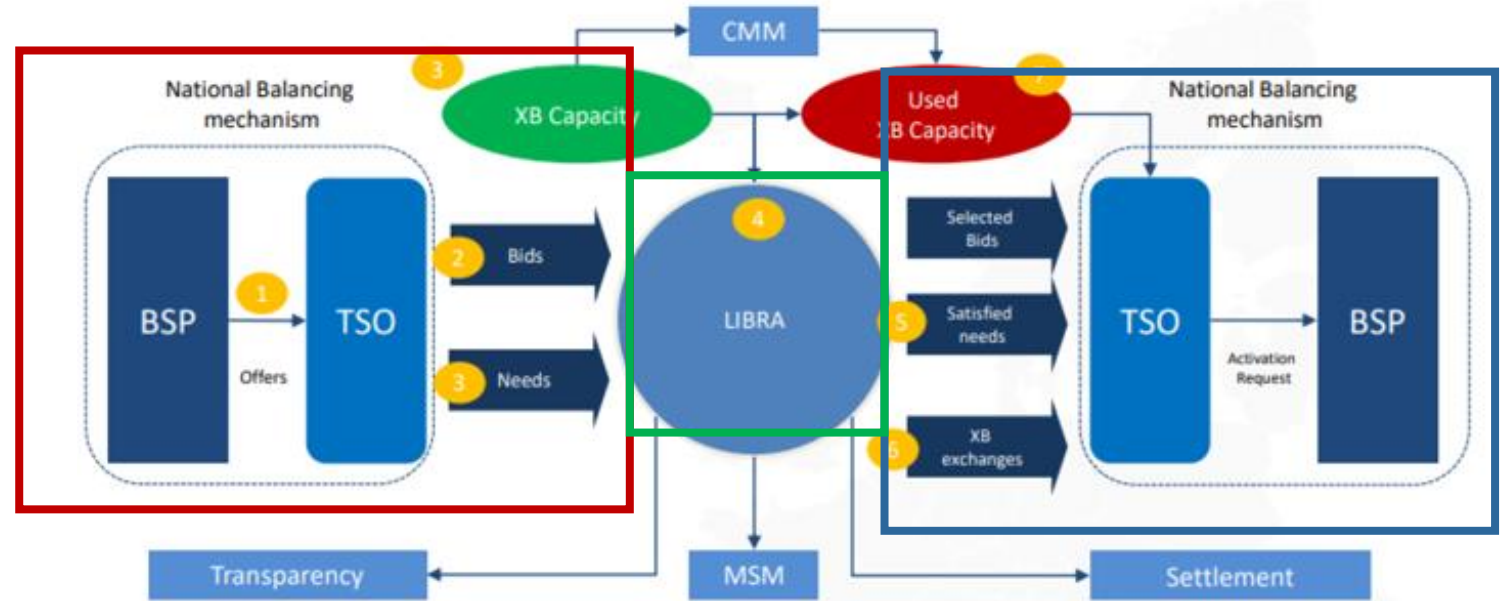 CMM
3
7
National Balancing
mechanism
XB Capacity
Used
XB Capacity
National Balancing
mechanism
BSP
1
Offers
TSO
2
Bids
3
Needs
4
LIBRA
Selected
Bids
5
Satisfied
needs
6
XB
exchanges
TSO
Activation
Request
BSP
Transparency
MSM
Settlement